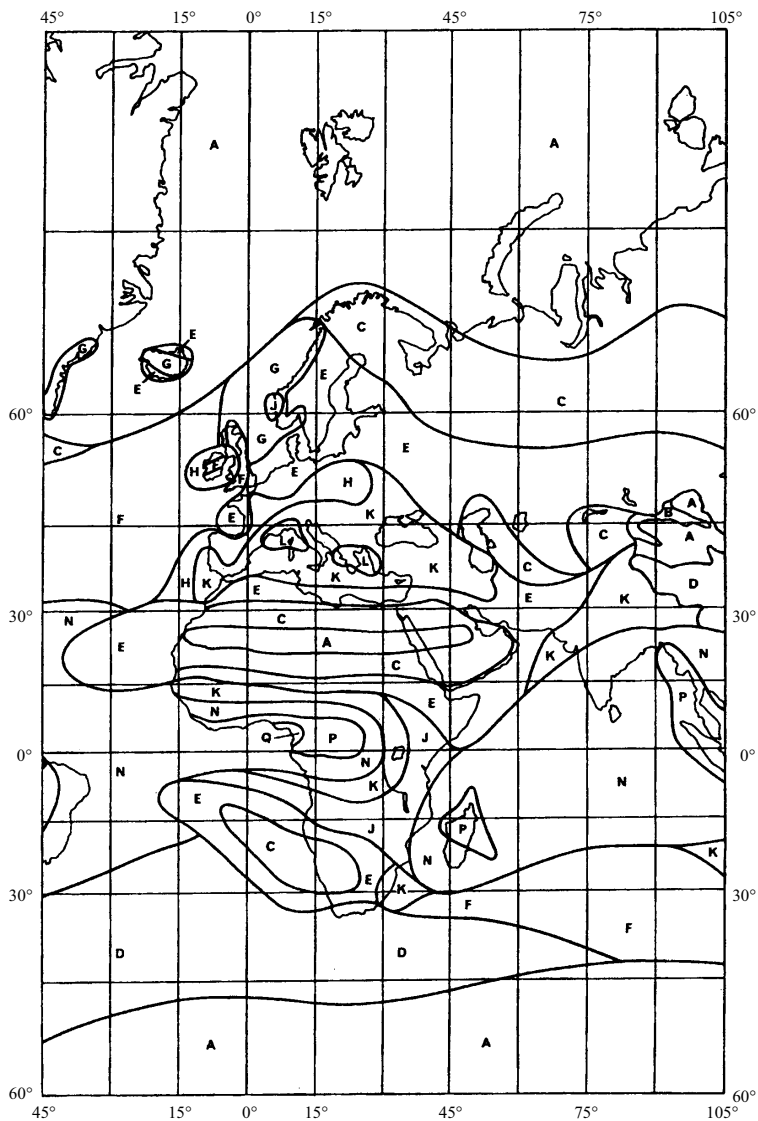 45° 15° 0° 15° 45° 75° 105°
A A
E
G C
G G
E E
J
60° C 60°
G
C E
H E F E H
A
F E K B
C A
L L
C
H K K K D
E E K
N 30° 30°
C N
E A K
C
K P
E
N
Q P J
0° N 0°
N K N
E
J P
C
N K
E
30° K 30°
F
F
D D
A A
60° 60°
45° 15° 0° 15° 45° 75° 105°